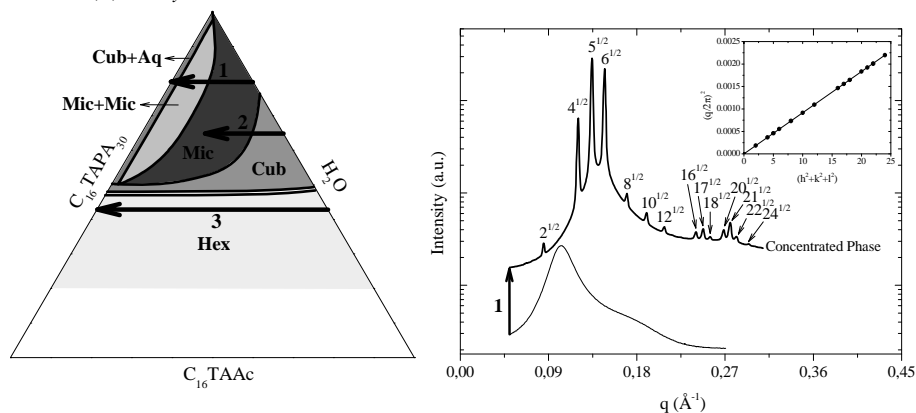 Cub+Aq
Mic+Mic
1
2
Mic
Cub
3
Hex
C16TAPA30
H2O
C16TAAc
Intensity (a.u.)
1
2^1/2
4^1/2
5^1/2
6^1/2
8^1/2
10^1/2
12^1/2
16^1/2
17^1/2
18^1/2
20^1/2
21^1/2
22^1/2
24^1/2
Concentrated Phase
0,00 0,09 0,18 0,27 0,36 0,45
q (Å^-1)
(q/2π)^2
0.0025
0.0020
0.0015
0.0010
0.0005
0.0000
0 5 10 15 20 25
(h^2+k^2+l^2)